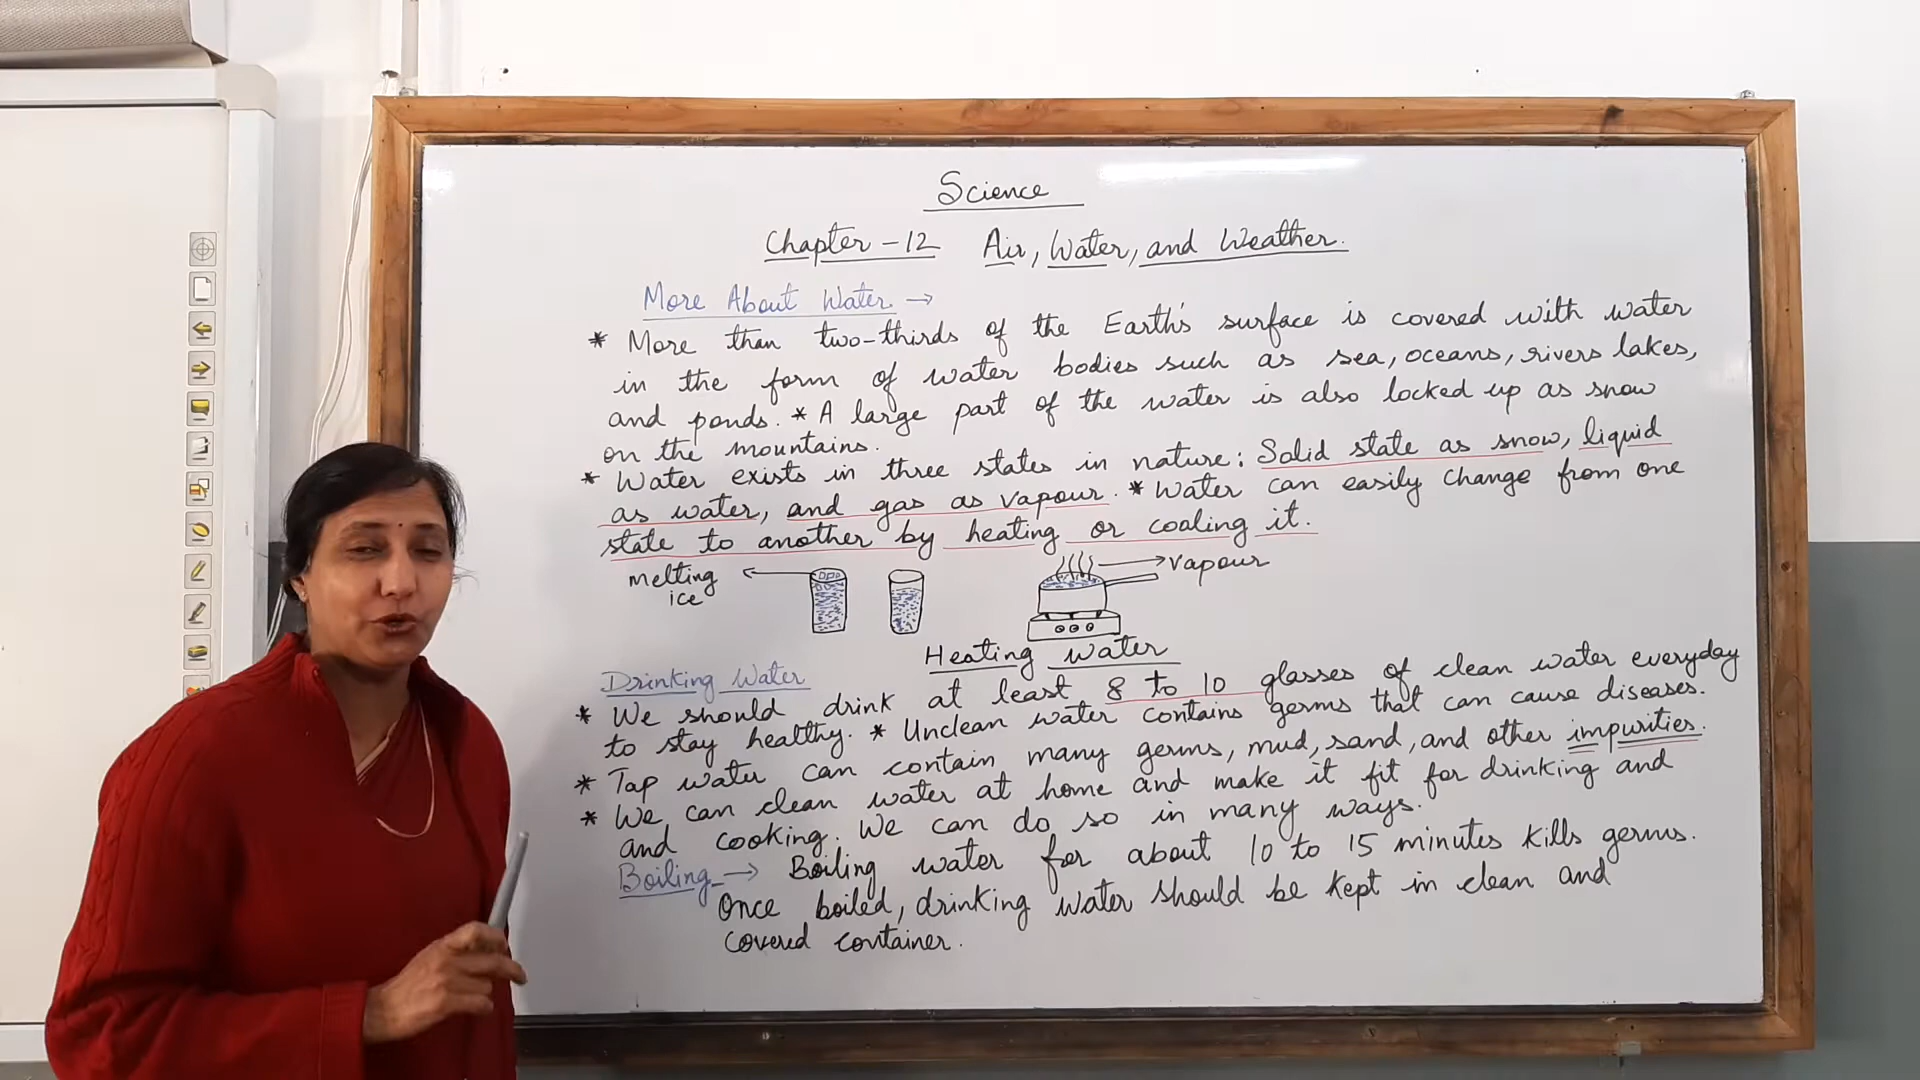 Science
Chapter - 12 Air, Water, and Weather.
More About Water →
* More than two-thirds of the Earth's surface is covered with water
in the form of water bodies such as sea, oceans, rivers lakes,
and ponds. * A large part of the water is also locked up as snow
on the mountains.
* Water exists in three states in nature: Solid state as snow, liquid
as water, and gas as vapour. * Water can easily change from one
state to another by heating or coaling it.
melting
ice
vapour
Heating water
Drinking Water
* We should drink at least 8 to 10 glasses of clean water everyday
to stay healthy. * Unclean water contains germs that can cause diseases.
* Tap water can contain many germs, mud, sand, and other impurities.
* We can clean water at home and make it fit for drinking and
and cooking. We can do so in many ways.
Boiling → Boiling water for about 10 to 15 minutes kills germs.
Once boiled, drinking water should be kept in clean and
covered container.